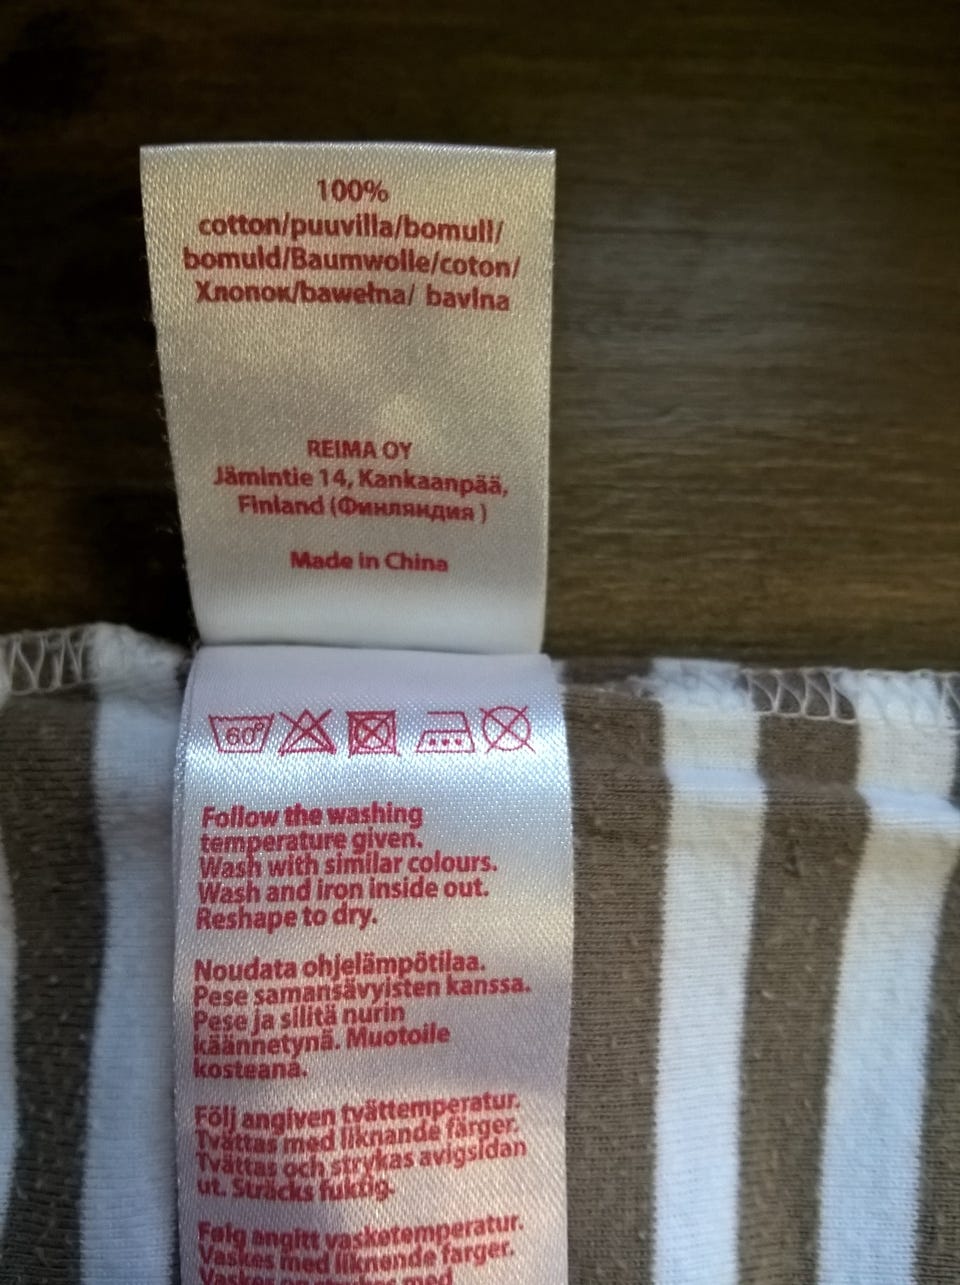 100%
cotton/puuvilla/bomull/
bomuld/Baumwolle/coton/
Хлопок/bawełna/ bavlna
REIMA OY
Jämintie 14, Kankaanpää,
Finland (Финляндия )
Made in China
60°
Follow the washing
temperature given.
Wash with similar colours.
Wash and iron inside out.
Reshape to dry.
Noudata ohjelämpötilaa.
Pese samansävyisten kanssa.
Pese ja silitä nurin
käännetynä. Muotoile
kosteana.
Följ angiven tvättemperatur.
Tvättas med liknande färger.
Tvättas och strykas avigsidan
ut. Sträcks fuktig.
Følg angitt vasketemperatur.
Vaskes med liknende farger.
Vaskes med